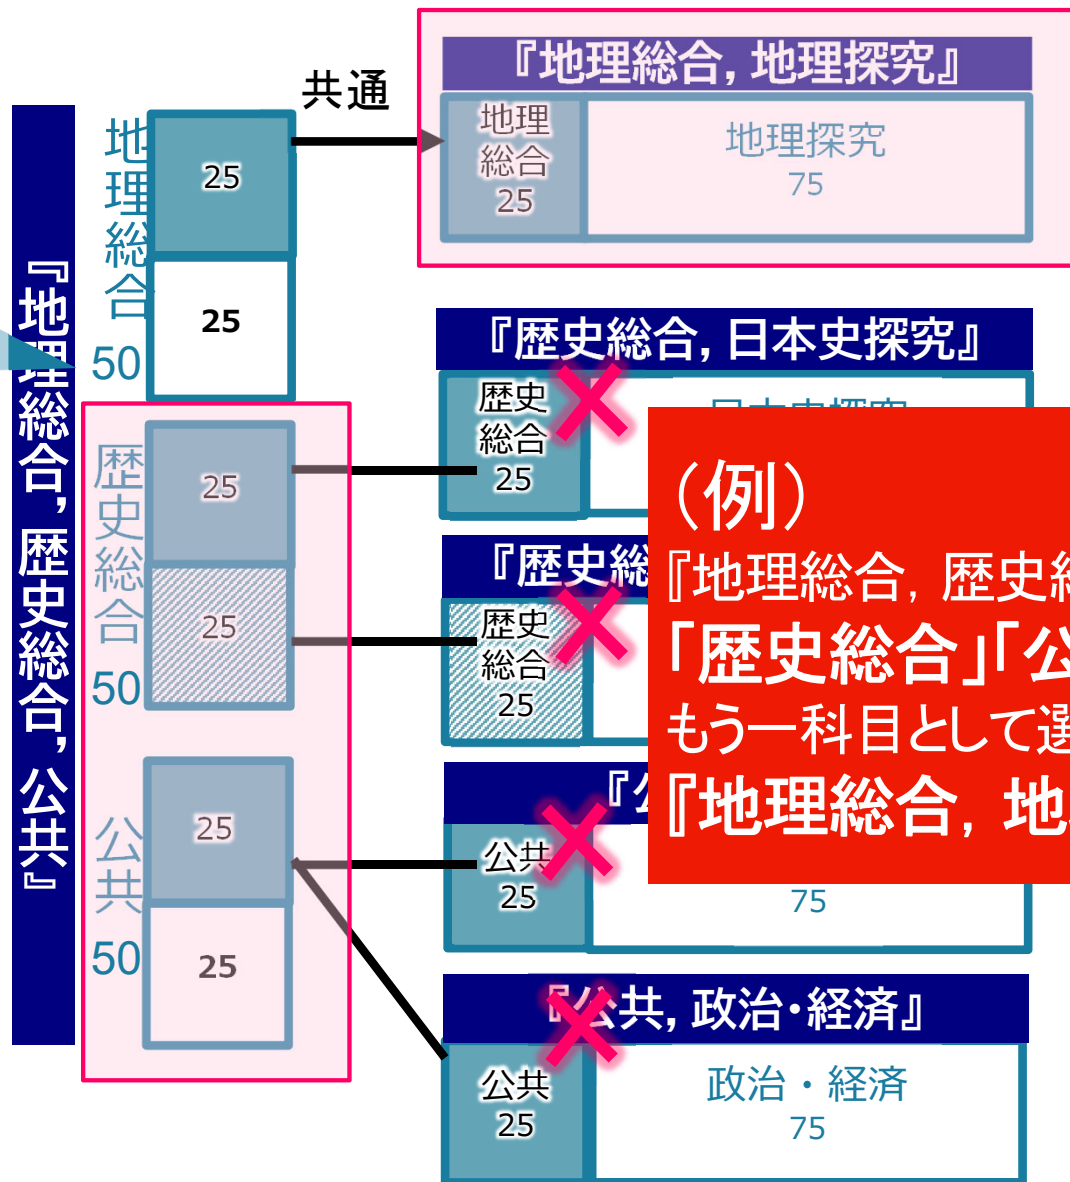 『地理総合, 歴史総合, 公共』
地理総合
50
25
25
歴史総合
50
25
25
公共
50
25
25
共通
『地理総合, 地理探究』
地理
総合
25
地理探究
75
『歴史総合, 日本史探究』
歴史
総合
25
『歴史総
歴史
総合
25
公共
25
75
『公共, 政治・経済』
公共
25
政治・経済
75
（例）
『地理総合, 歴史総
「歴史総合」「公
もう一科目として選
『地理総合, 地